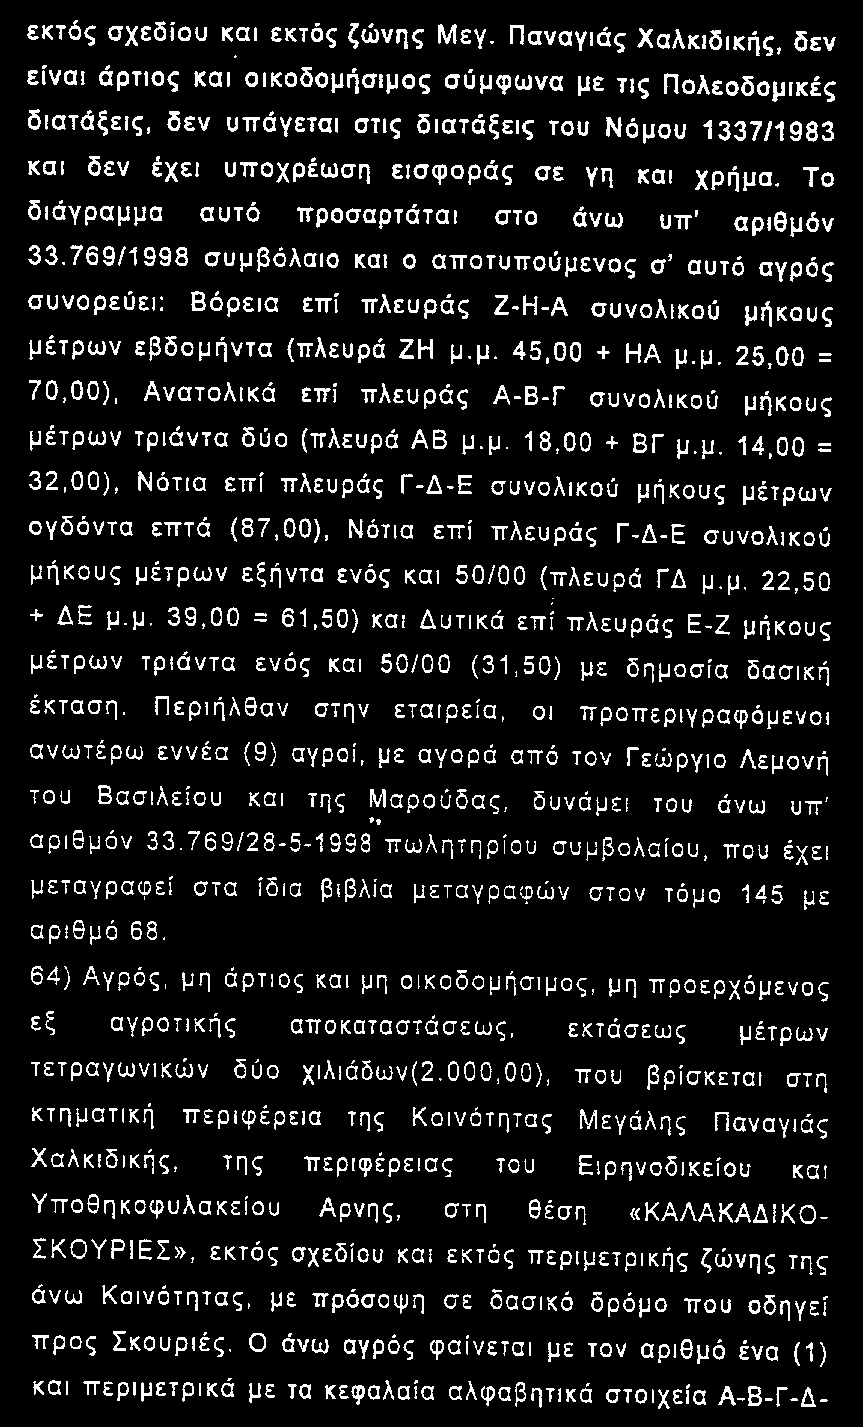 εκτός σχεδίου και εκτός ζώνης Μεγ. Παναγιάς Χαλκιδικής, δεν
είναι άρτιος και οικοδομήσιμος σύμφωνα με τις Πολεοδομικές
διατάξεις, δεν υπάγεται στις διατάξεις του Νόμου 1337/1983
και δεν έχει υποχρέωση εισφοράς σε γη και χρήμα. Το
διάγραμμα αυτό προσαρτάται στο άνω υπ' αριθμόν
33.769/1998 συμβόλαιο και ο αποτυπούμενος σ' αυτό αγρός
συνορεύει: Βόρεια επί πλευράς Ζ-Η-Α συνολικού μήκους
μέτρων εβδομήντα (πλευρά ΖΗ μ.μ. 45,00 + ΗΑ μ.μ. 25,00 =
70,00), Ανατολικά επί πλευράς Α-Β-Γ συνολικού μήκους
μέτρων τριάντα δύο (πλευρά ΑΒ μ.μ. 18,00 + ΒΓ μ.μ. 14,00 =
32,00), Νότια επί πλευράς Γ-Δ-Ε συνολικού μήκους μέτρων
ογδόντα επτά (87,00), Νότια επί πλευράς Γ-Δ-Ε συνολικού
μήκους μέτρων εξήντα ενός και 50/00 (πλευρά ΓΔ μ.μ. 22,50
+ ΔΕ μ.μ. 39,00 = 61,50) και Δυτικά επί πλευράς Ε-Ζ μήκους
μέτρων τριάντα ενός και 50/00 (31,50) με δημοσία δασική
έκταση. Περιήλθαν στην εταιρεία, οι προπεριγραφόμενοι
ανωτέρω εννέα (9) αγροί, με αγορά από τον Γεώργιο Λεμονή
του Βασιλείου και της Μαρούδας, δυνάμει του άνω υπ'
αριθμόν 33.769/28-5-1998 πωλητηρίου συμβολαίου, που έχει
μεταγραφεί στα ίδια βιβλία μεταγραφών στον τόμο 145 με
αριθμό 68.
64) Αγρός, μη άρτιος και μη οικοδομήσιμος, μη προερχόμενος
εξ αγροτικής αποκαταστάσεως, εκτάσεως μέτρων
τετραγωνικών δύο χιλιάδων(2.000,00), που βρίσκεται στη
κτηματική περιφέρεια της Κοινότητας Μεγάλης Παναγιάς
Χαλκιδικής, της περιφέρειας του Ειρηνοδικείου και
Υποθηκοφυλακείου Αρνης, στη θέση «ΚΑΛΑΚΑΔΙΚΟ-
ΣΚΟΥΡΙΕΣ», εκτός σχεδίου και εκτός περιμετρικής ζώνης της
άνω Κοινότητας, με πρόσοψη σε δασικό δρόμο που οδηγεί
προς Σκουριές. Ο άνω αγρός φαίνεται με τον αριθμό ένα (1)
και περιμετρικά με τα κεφαλαία αλφαβητικά στοιχεία Α-Β-Γ-Δ-